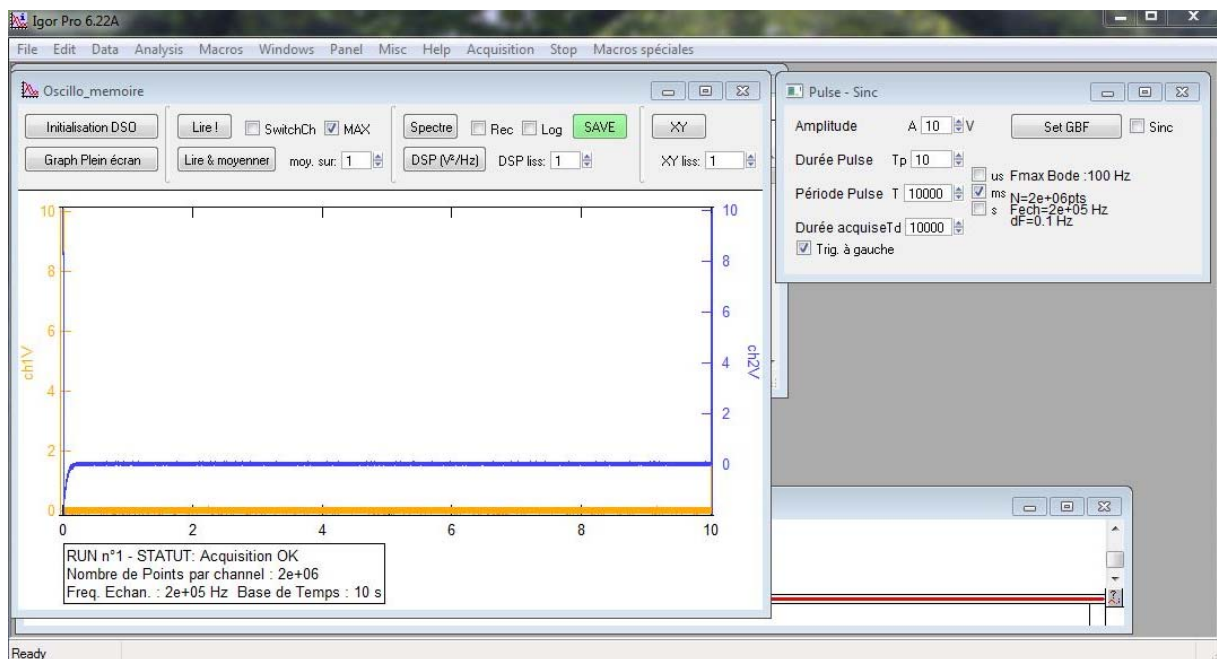 Igor Pro 6.22A
File Edit Data Analysis Macros Windows Panel Misc Help Acquisition Stop Macros spéciales
Oscillo_memoire
Initialisation DSO Lire ! SwitchCh MAX Spectre Rec Log SAVE XY
Graph Plein écran Lire & moyenner moy. sur: 1 DSP (V²/Hz) DSP liss: 1 XY liss: 1
10 10
8 8
6 6
4 4
2 2
0 0
ch1V
ch2V
0 2 4 6 8 10
RUN n°1 - STATUT: Acquisition OK
Nombre de Points par channel : 2e+06
Freq. Echan. : 2e+05 Hz Base de Temps : 10 s
Pulse - Sinc
Amplitude A 10 V Set GBF Sinc
Durée Pulse Tp 10
us Fmax Bode :100 Hz
Période Pulse T 10000 ms N=2e+06pts
s Fech=2e+05 Hz
dF=0.1 Hz
Durée acquiseTd 10000
Trig. à gauche
Ready